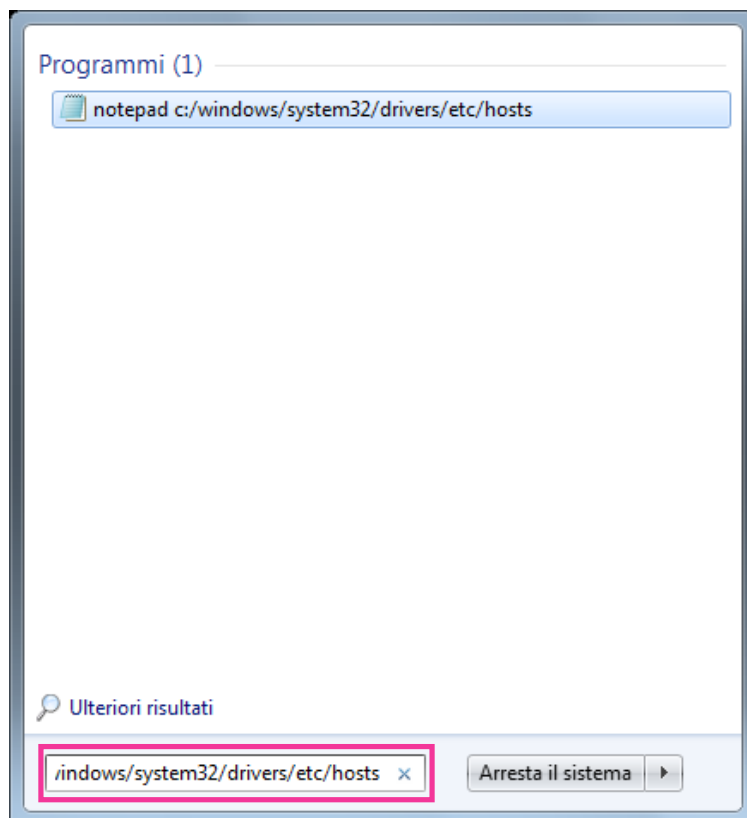 Programmi (1)
notepad c:/windows/system32/drivers/etc/hosts
Ulteriori risultati
/indows/system32/drivers/etc/hosts
Arresta il sistema